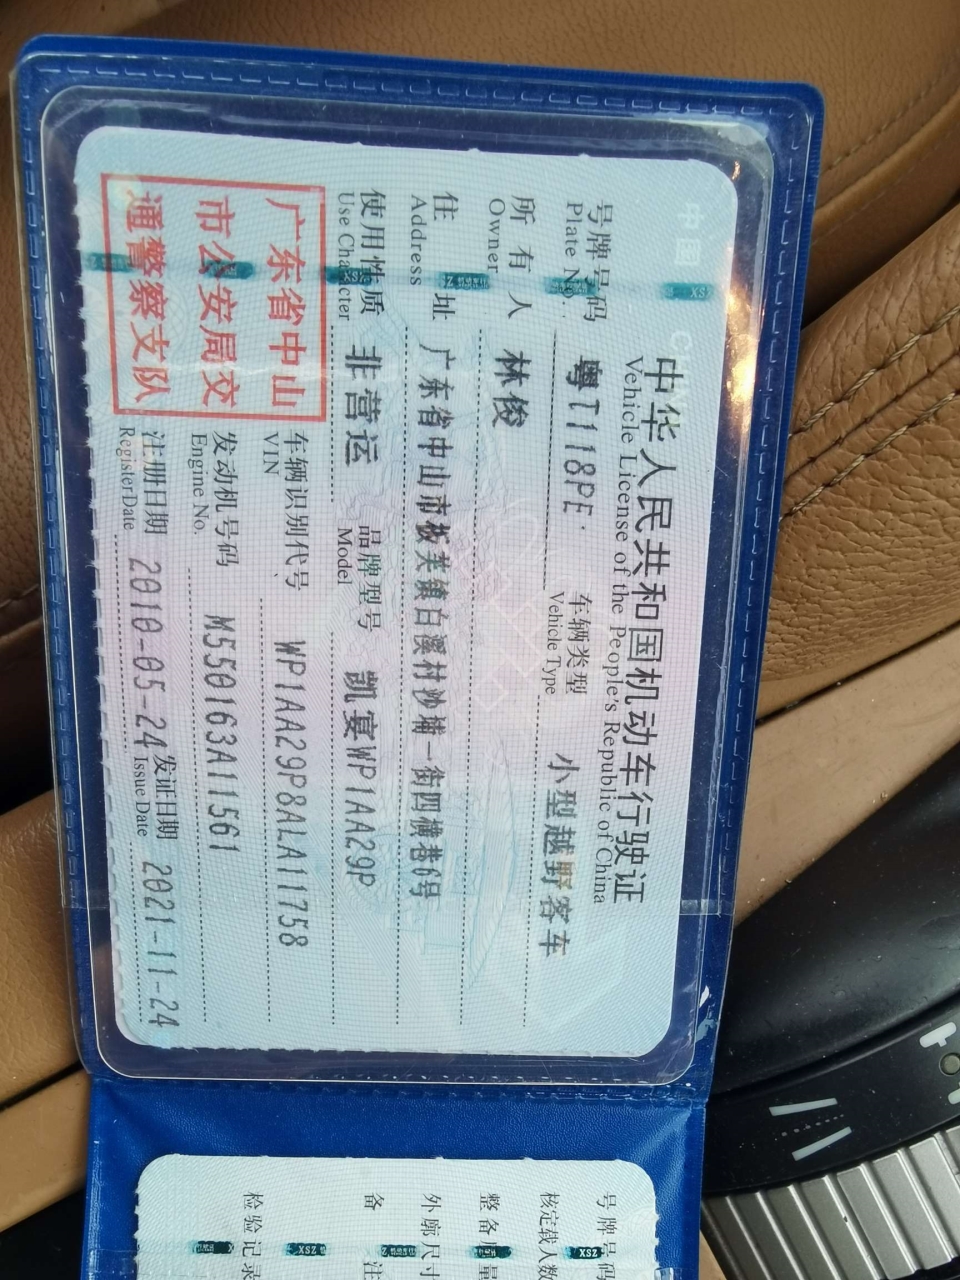 中华人民共和国机动车行驶证
Vehicle License of the People's Republic of China
号牌号码 粤T118PE 车辆类型 小型越野客车
Plate No. Vehicle Type
所有人 林俊
Owner
住址 广东省中山市板芙镇白溪村沙埔一街四横巷6号
Address
使用性质 非营运 品牌型号 凯宴WP1AA29P
Use Character Model
广东省中山市公安局交通警察支队
车辆识别代号 WP1AA29P8ALA11758
VIN
发动机号码 M550163A11561
Engine No.
注册日期 2010-05-24 发证日期 2021-11-24
Register Date Issue Date
号牌号码
核定载人数
整备质量
外廓尺寸
备注
检验记录